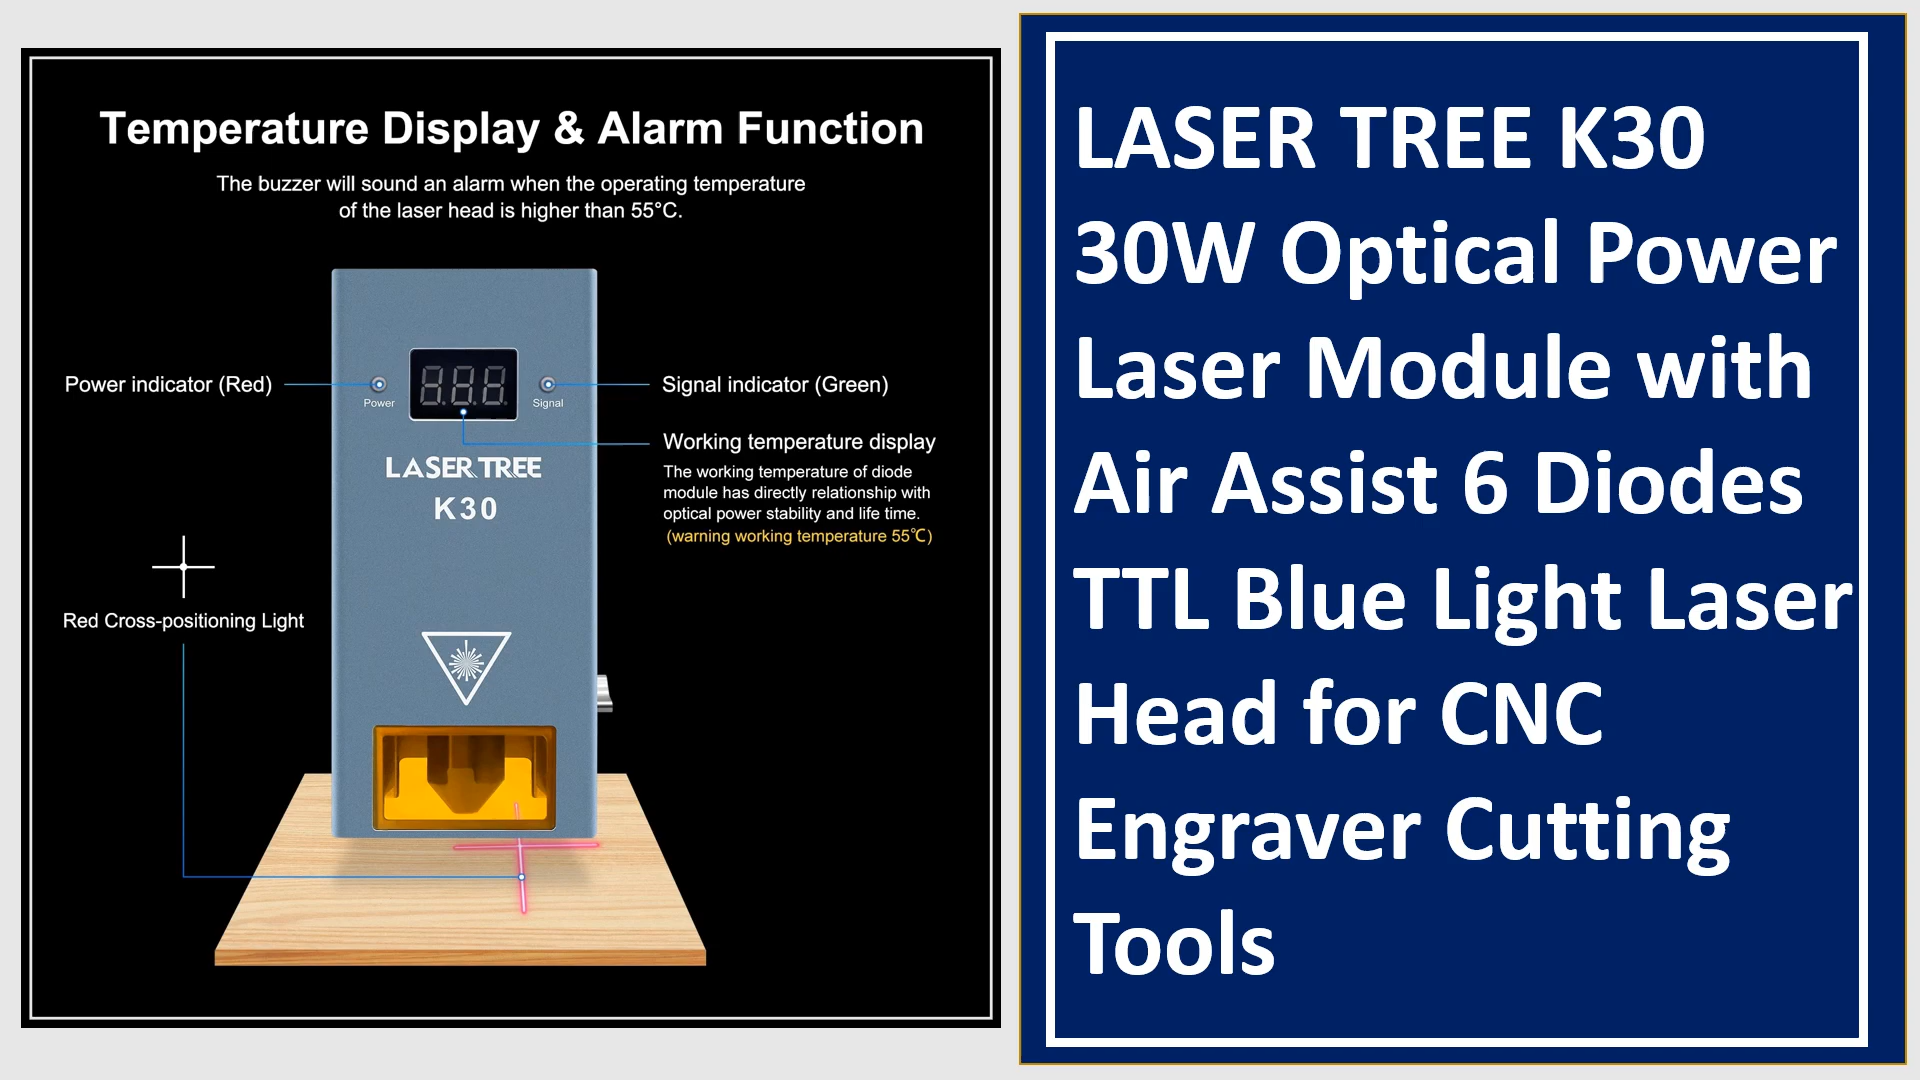 Temperature Display & Alarm Function
The buzzer will sound an alarm when the operating temperature
of the laser head is higher than 55°C.
Power indicator (Red)
Signal indicator (Green)
Power
8.8.8.
Signal
Working temperature display
The working temperature of diode
module has directly relationship with
optical power stability and life time.
(warning working temperature 55℃)
LASER TREE
K30
Red Cross-positioning Light
LASER TREE K30
30W Optical Power
Laser Module with
Air Assist 6 Diodes
TTL Blue Light Laser
Head for CNC
Engraver Cutting
Tools